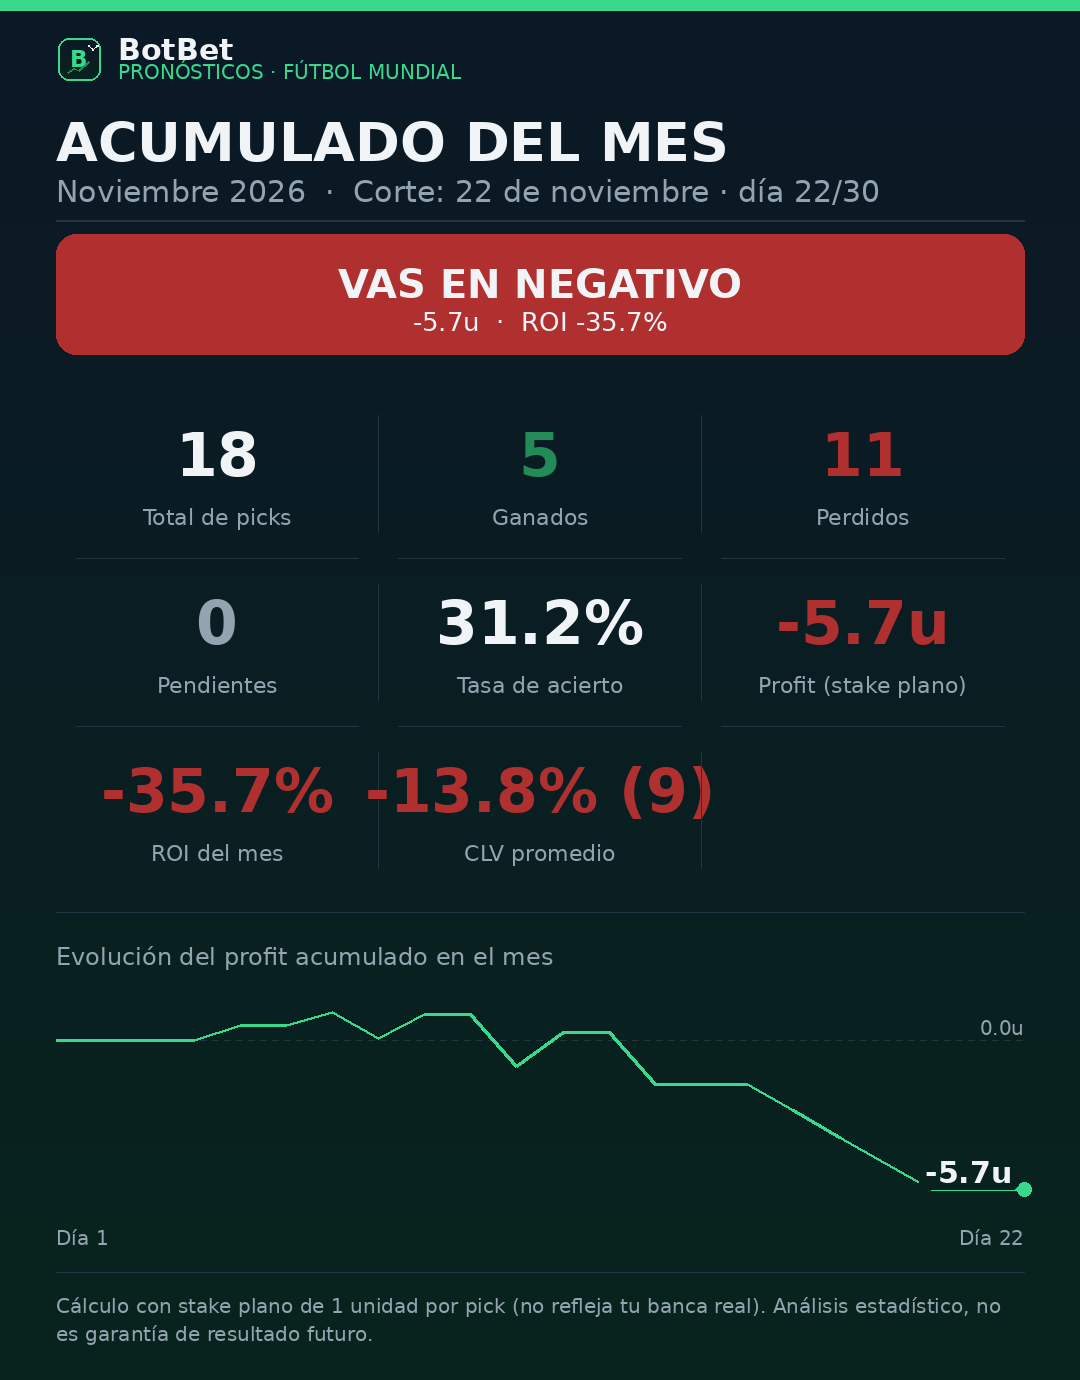 B
BotBet
PRONÓSTICOS · FÚTBOL MUNDIAL
ACUMULADO DEL MES
Noviembre 2026 · Corte: 22 de noviembre · día 22/30
VAS EN NEGATIVO
-5.7u · ROI -35.7%
18 5 11
Total de picks Ganados Perdidos
0 31.2% -5.7u
Pendientes Tasa de acierto Profit (stake plano)
-35.7% -13.8% (9)
ROI del mes CLV promedio
Evolución del profit acumulado en el mes
0.0u
-5.7u
Día 1 Día 22
Cálculo con stake plano de 1 unidad por pick (no refleja tu banca real). Análisis estadístico, no
es garantía de resultado futuro.